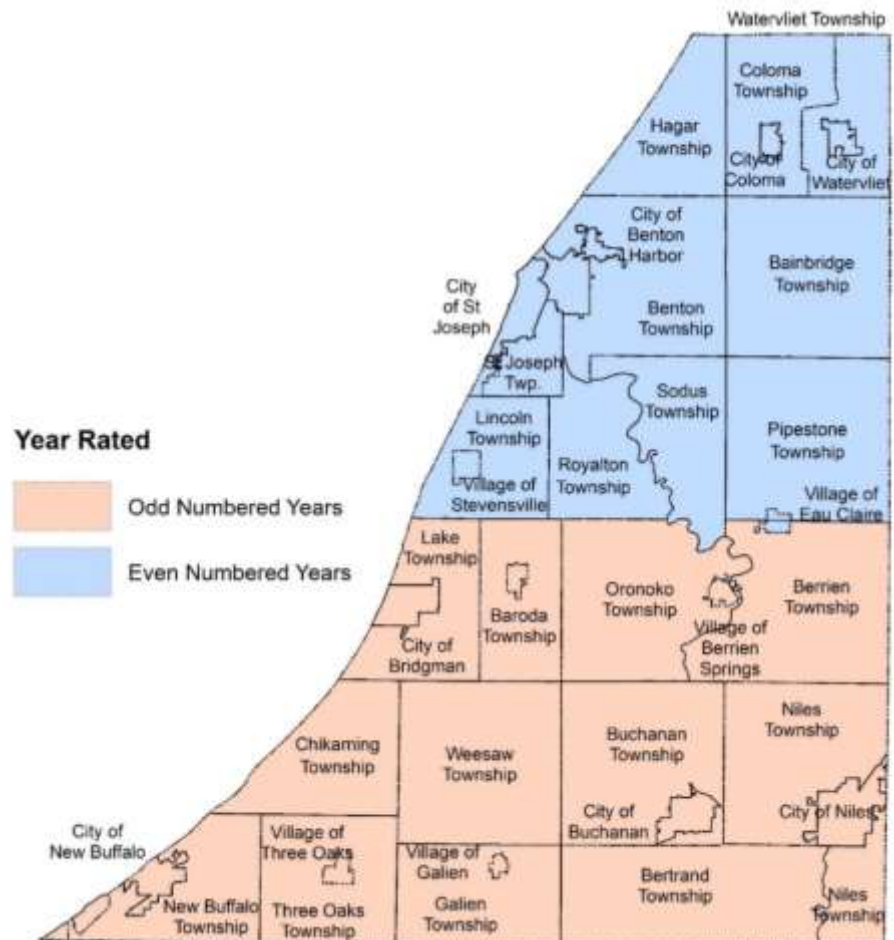 Watervliet Township
Coloma
Township
Hagar
Township
City of
Coloma
City of
Watervliet
City of
Benton
Harbor
Bainbridge
Township
City
of St
Joseph
Benton
Township
St Joseph
Twp.
Sodus
Township
Lincoln
Township
Pipestone
Township
Royalton
Township
Village of
Stevensville
Village of
Eau Claire
Year Rated
Odd Numbered Years
Even Numbered Years
Lake
Township
Baroda
Township
Oronoko
Township
Berrien
Township
City of
Bridgman
Village of
Berrien
Springs
Chikaming
Township
Weesaw
Township
Buchanan
Township
Niles
Township
City of
Buchanan
City of Niles
City of
New Buffalo
Village of
Three Oaks
Village of
Galien
Bertrand
Township
New Buffalo
Township
Three Oaks
Township
Galien
Township
Niles
Township